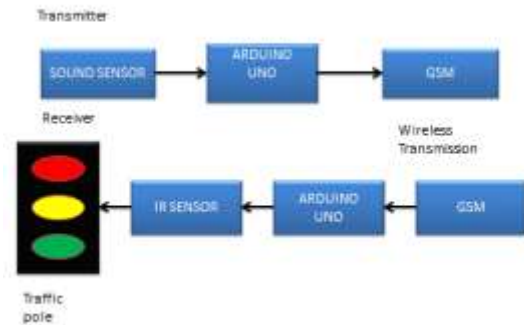 Transmitter
SOUND SENSOR
ARDUINO
UNO
GSM
Receiver
Wireless
Transmission
IR SENSOR
ARDUINO
UNO
GSM
Traffic
pole